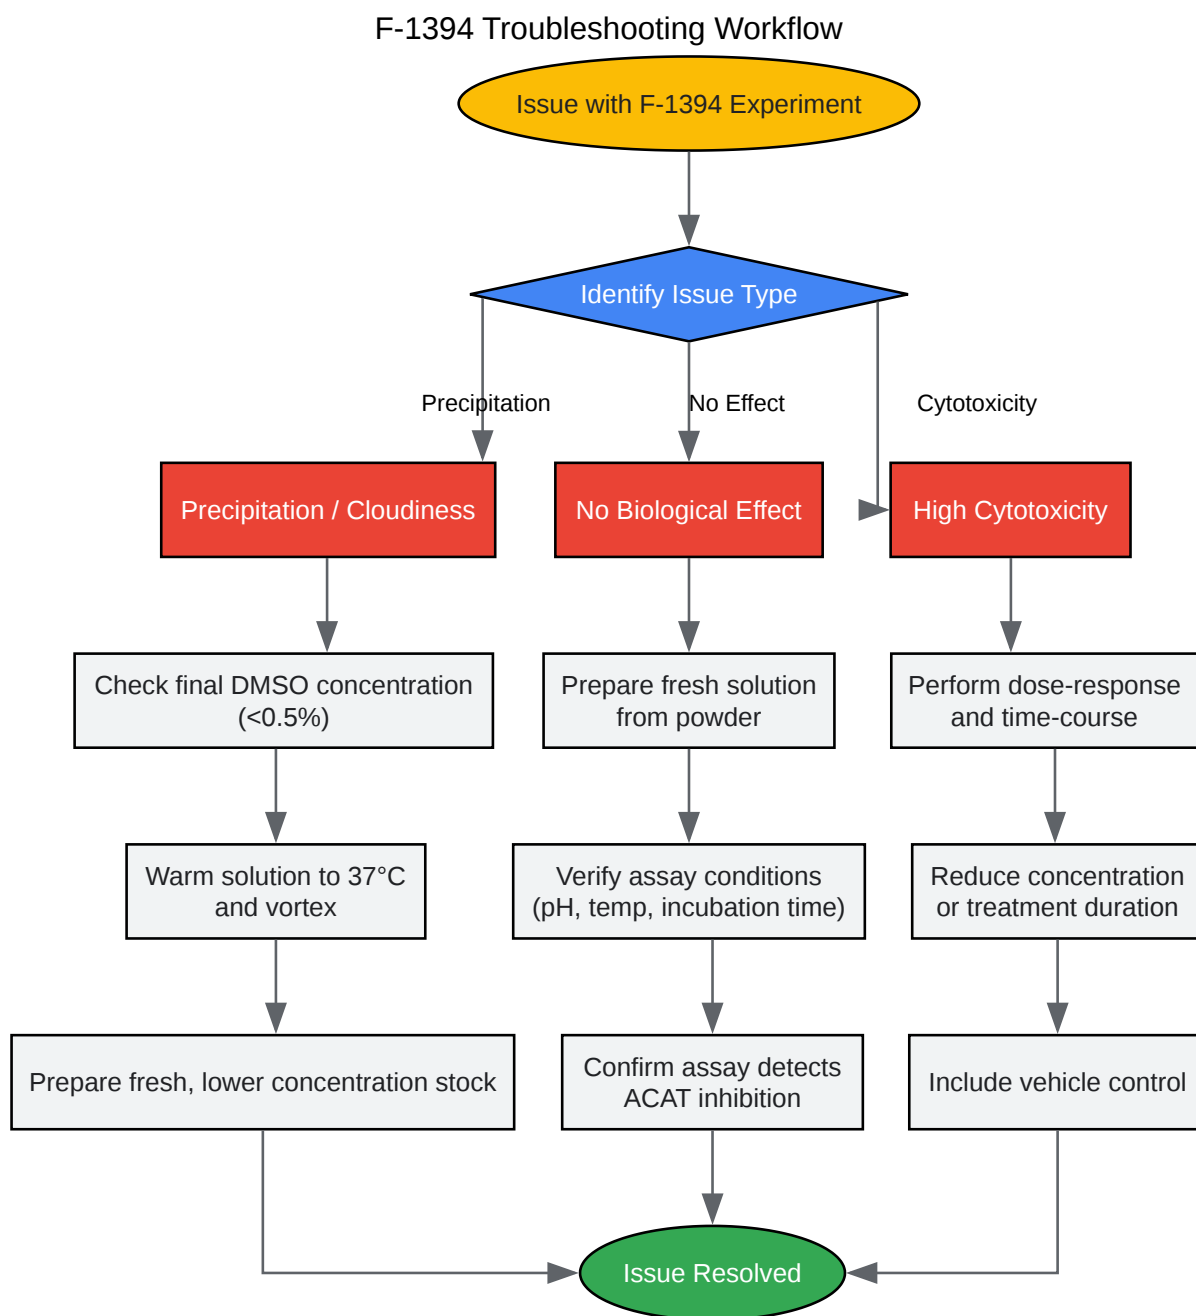 F-1394 Troubleshooting Workflow
Issue with F-1394 Experiment
Identify Issue Type
Precipitation
No Effect
Cytotoxicity
Precipitation / Cloudiness
No Biological Effect
High Cytotoxicity
Check final DMSO concentration
(<0.5%)
Prepare fresh solution
from powder
Perform dose-response
and time-course
Warm solution to 37°C
and vortex
Verify assay conditions
(pH, temp, incubation time)
Reduce concentration
or treatment duration
Prepare fresh, lower concentration stock
Confirm assay detects
ACAT inhibition
Include vehicle control
Issue Resolved